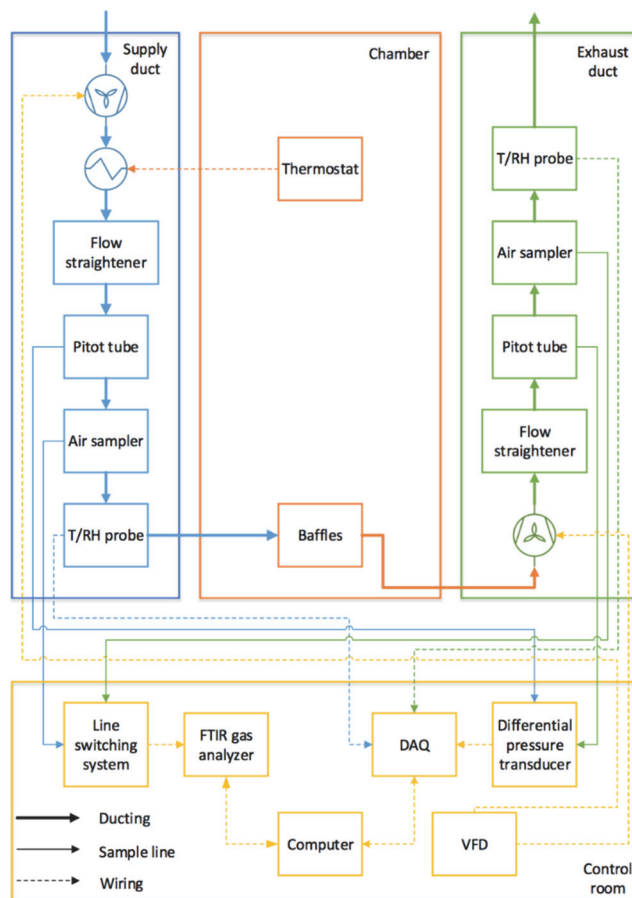 Supply
duct
Chamber
Exhaust
duct
Thermostat
T/RH probe
Flow
straightener
Air sampler
Pitot tube
Pitot tube
Air sampler
Flow
straightener
T/RH probe
Baffles
Line
switching
system
FTIR gas
analyzer
DAQ
Differential
pressure
transducer
Computer
VFD
Ducting
Sample line
Wiring
Control
room